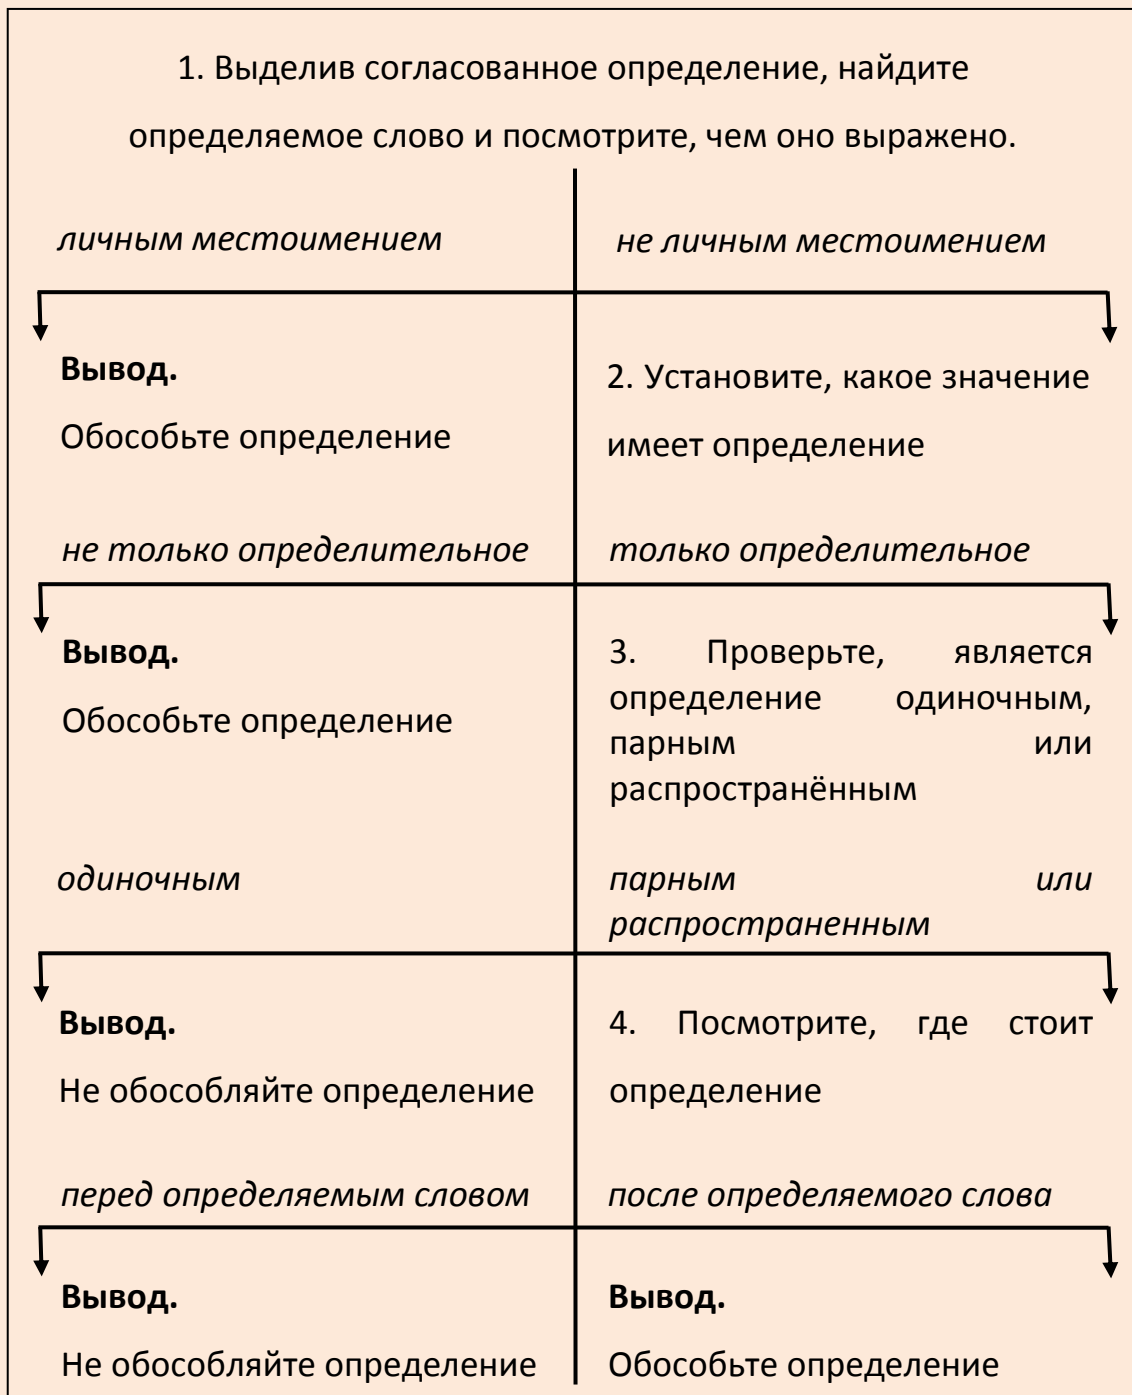 1. Выделив согласованное определение, найдите
определяемое слово и посмотрите, чем оно выражено.
личным местоимением
не личным местоимением
Вывод.
Обособьте определение
2. Установите, какое значение
имеет определение
не только определительное
только определительное
Вывод.
Обособьте определение
3. Проверьте, является
определение одиночным,
парным или
распространённым
одиночным
парным или
распространенным
Вывод.
Не обособляйте определение
4. Посмотрите, где стоит
определение
перед определяемым словом
после определяемого слова
Вывод.
Не обособляйте определение
Вывод.
Обособьте определение